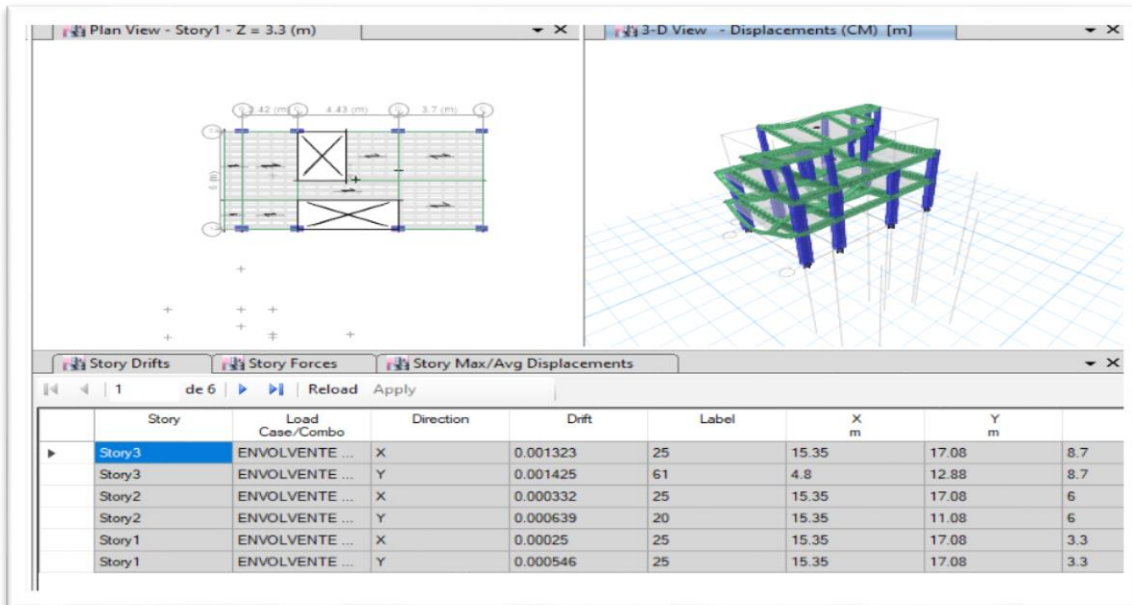 Plan View - Story1 - Z = 3.3 (m)
3-D View - Displacements (CM) [m]
2.42 (m)
4.43 (m)
3.7 (m)
Story Drifts
Story Forces
Story Max/Avg Displacements
1 de 6 Reload Apply
Story Load Case/Combo Direction Drift Label X m Y m
Story3 ENVOLVENTE ... X 0.001323 25 15.35 17.08 8.7
Story3 ENVOLVENTE ... Y 0.001425 61 4.8 12.88 8.7
Story2 ENVOLVENTE ... X 0.000332 25 15.35 17.08 6
Story2 ENVOLVENTE ... Y 0.000639 20 15.35 11.08 6
Story1 ENVOLVENTE ... X 0.00025 25 15.35 17.08 3.3
Story1 ENVOLVENTE ... Y 0.000546 25 15.35 17.08 3.3